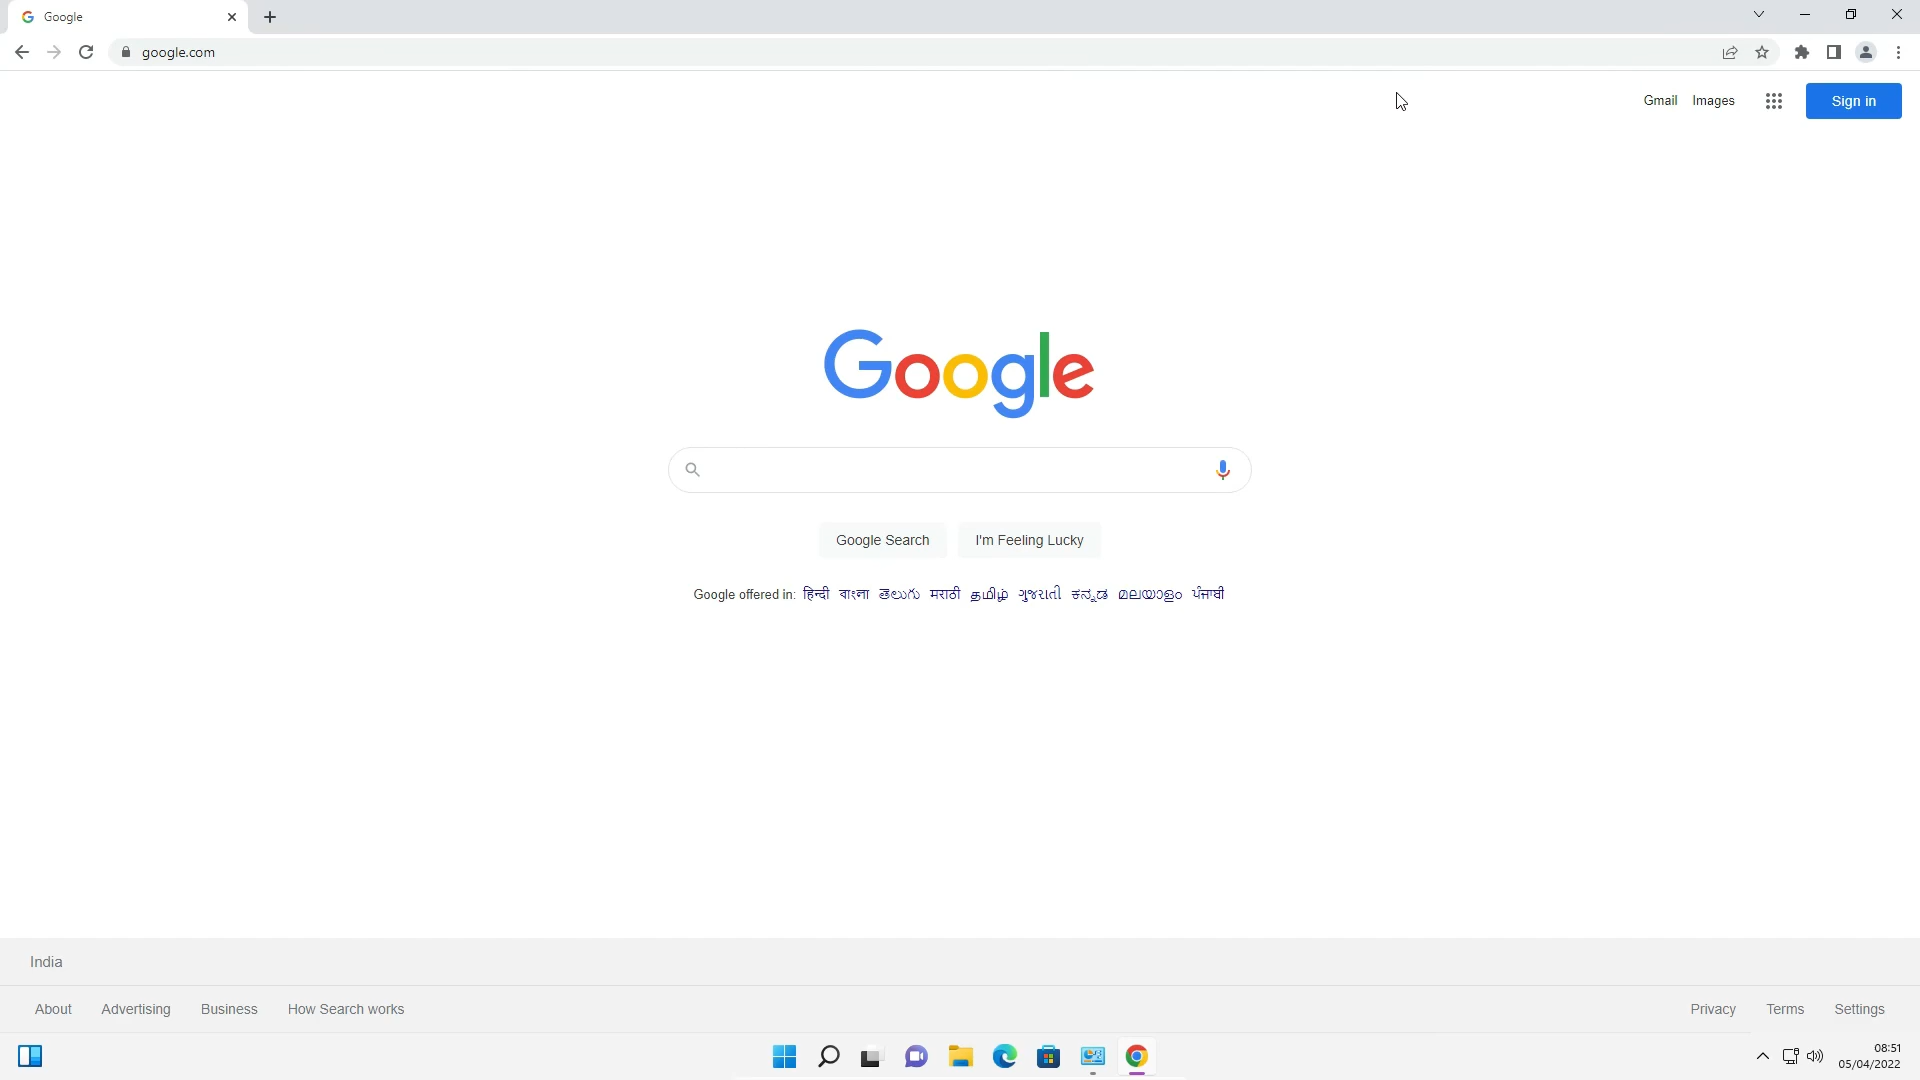 Google
google.com
Gmail Images Sign in
Google
Google Search I'm Feeling Lucky
Google offered in: हिन्दी বাংলা తెలుగు मराठी தமிழ் ગુજરાતી ಕನ್ನಡ മലയാളം ਪੰਜਾਬੀ
India
About Advertising Business How Search works Privacy Terms Settings
08:51
05/04/2022